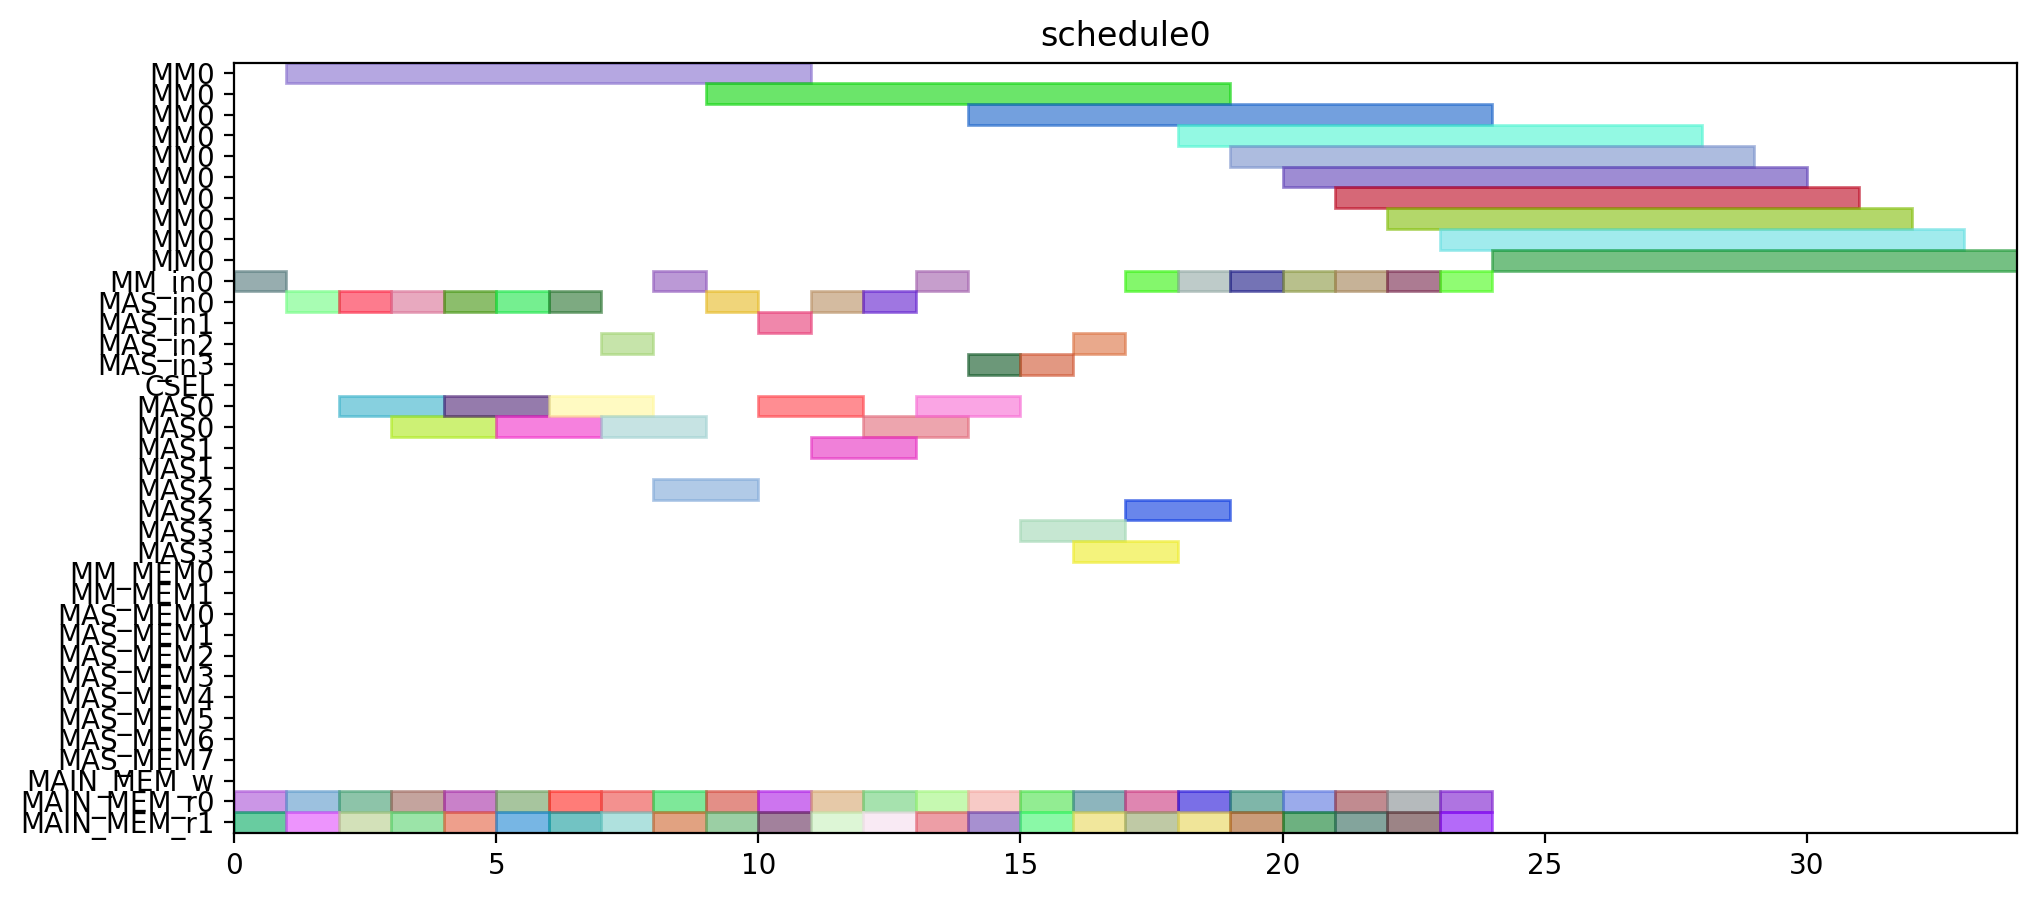 schedule0
MM0
MM0
MM0
MM0
MM0
MM0
MM0
MM0
MM0
MM0
MM_in0
MAS_in0
MAS_in1
MAS_in2
MAS_in3
CSEL
MAS0
MAS0
MAS1
MAS1
MAS2
MAS2
MAS3
MAS3
MM_MEM0
MM_MEM1
MAS_MEM0
MAS_MEM1
MAS_MEM2
MAS_MEM3
MAS_MEM4
MAS_MEM5
MAS_MEM6
MAS_MEM7
MAIN_MEM_w
MAIN_MEM_r0
MAIN_MEM_r1
0 5 10 15 20 25 30